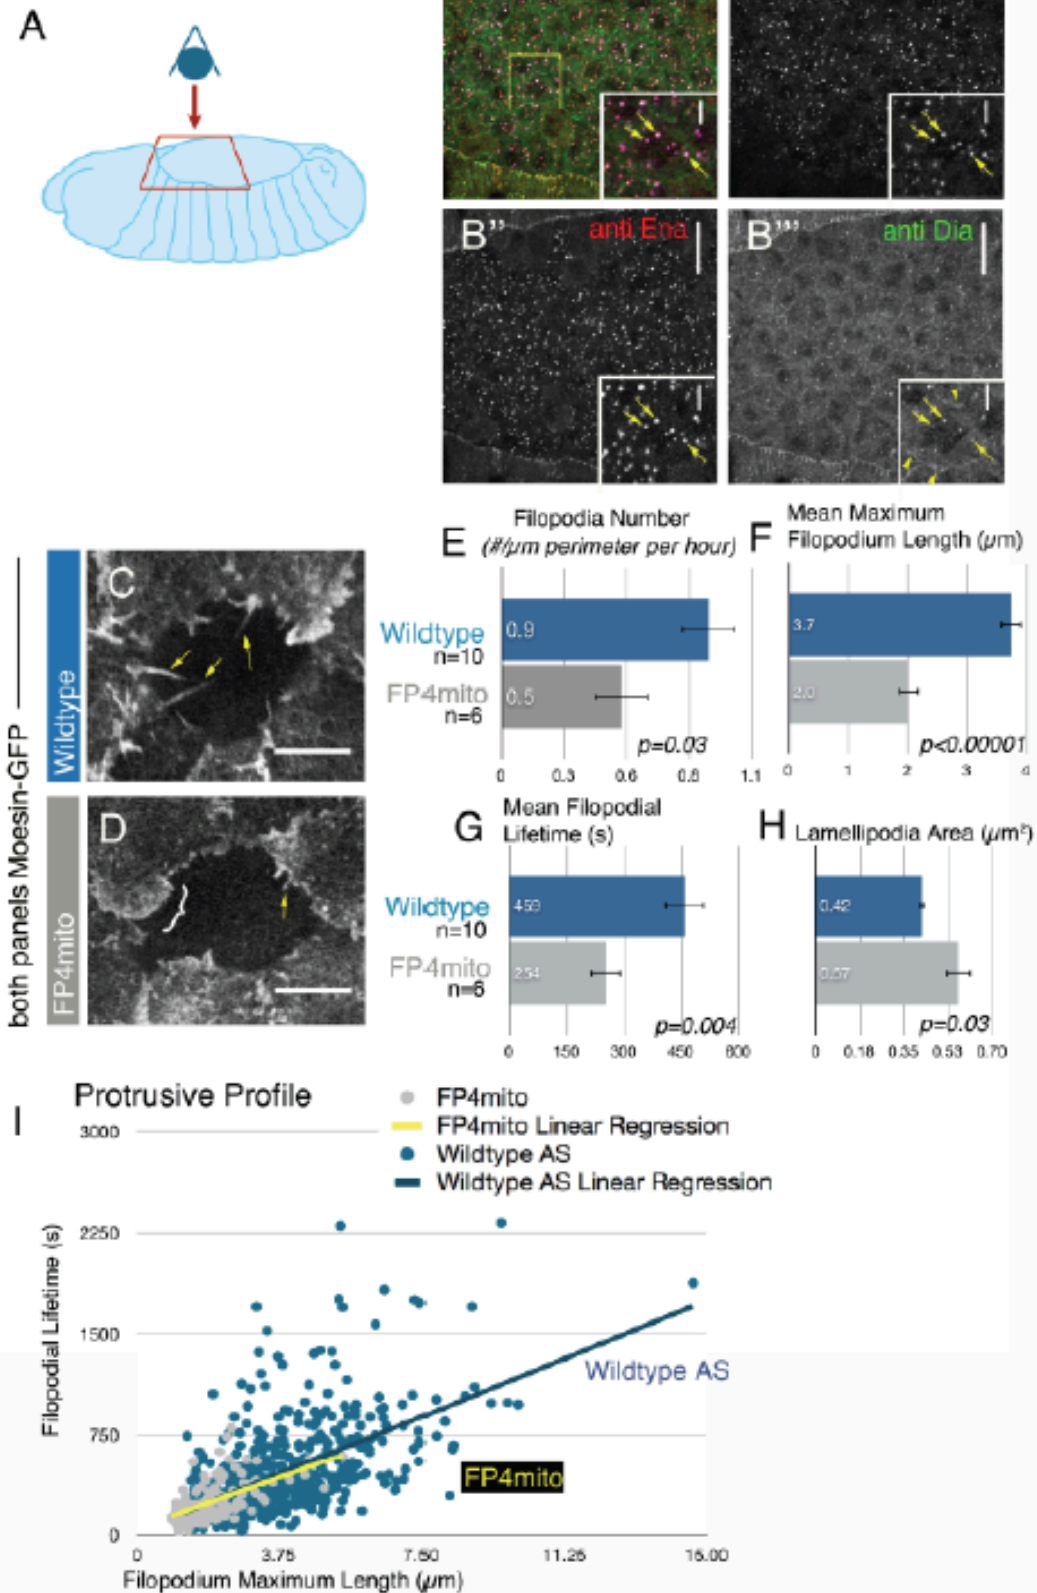 A
B'' anti Ena
B''' anti Dia
both panels Moesin-GFP
Wildtype
C
FP4mito
D
E
Filopodia Number
(#/µm perimeter per hour)
Wildtype
n=10
0.9
FP4mito
n=6
0.5
p=0.03
0 0.3 0.6 0.8 1.1
F
Mean Maximum
Filopodium Length (µm)
3.7
2.0
p<0.00001
0 1 2 3 4
G
Mean Filopodial
Lifetime (s)
Wildtype
n=10
459
FP4mito
n=6
254
p=0.004
0 150 300 450 600
H
Lamellipodia Area (µm²)
0.42
0.57
p=0.03
0 0.18 0.35 0.53 0.70
I
Protrusive Profile
FP4mito
FP4mito Linear Regression
Wildtype AS
Wildtype AS Linear Regression
Filopodial Lifetime (s)
3000
2250
1500
750
0
Wildtype AS
FP4mito
0 3.75 7.50 11.25 15.00
Filopodium Maximum Length (µm)